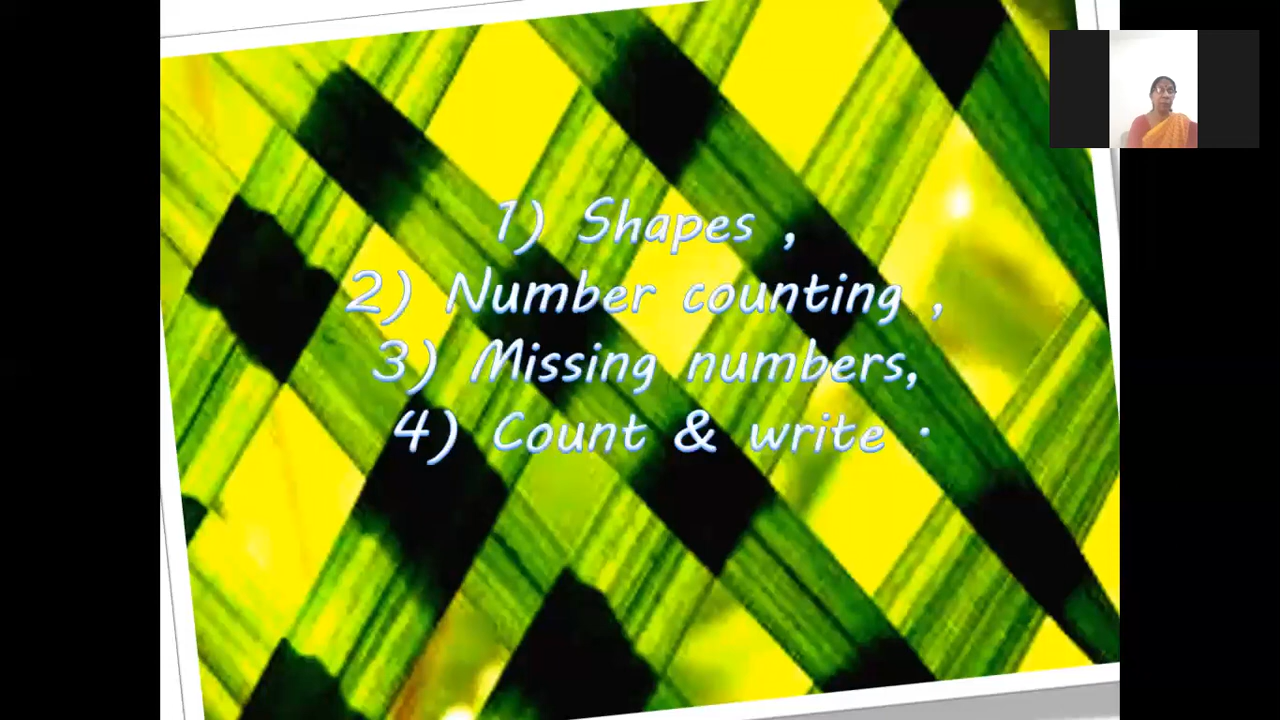 1) Shapes ,
2) Number counting ,
3) Missing numbers,
4) Count & write .